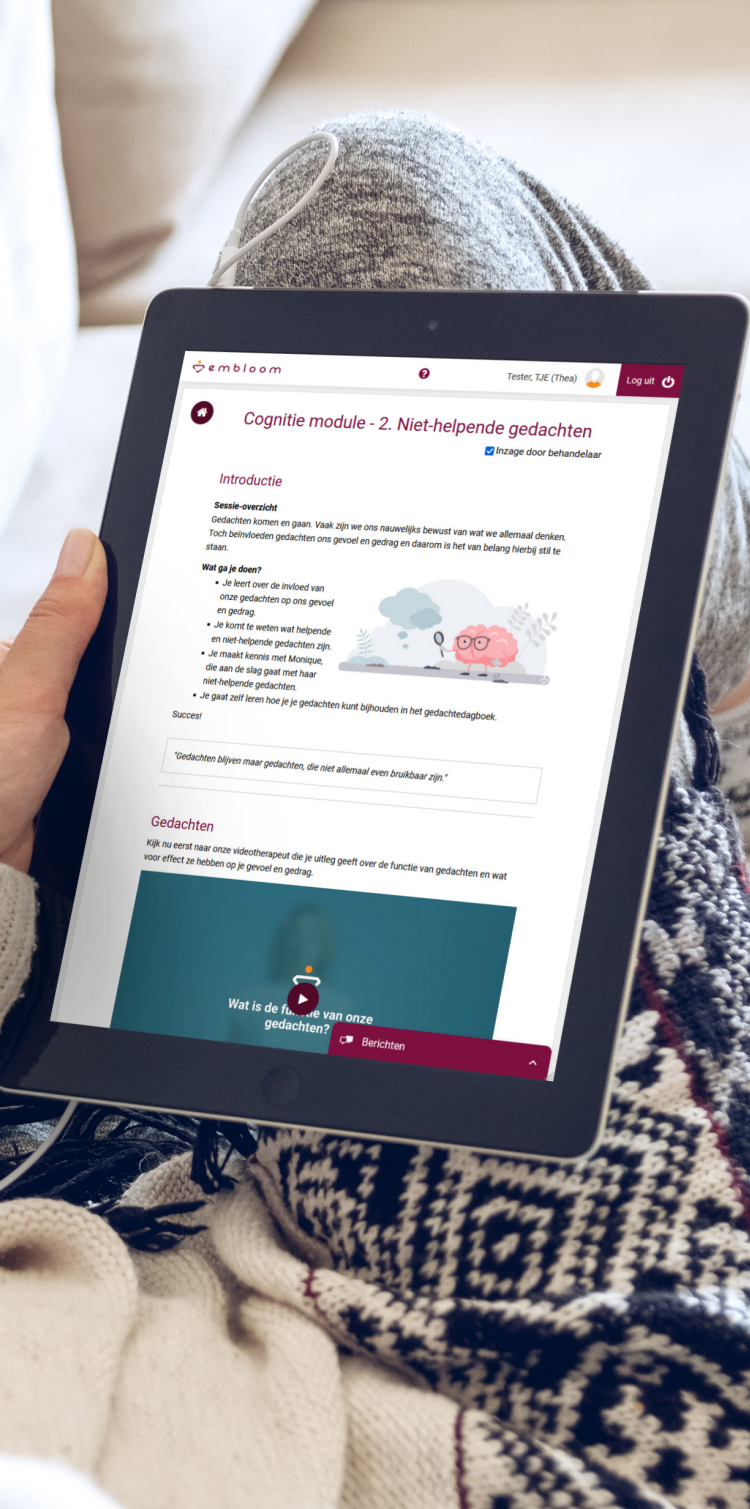 embloom
?
Tester, TJE (Thea)
Log uit
Cognitie module - 2. Niet-helpende gedachten
Inzage door behandelaar
Introductie
Sessie-overzicht
Gedachten komen en gaan. Vaak zijn we ons nauwelijks bewust van wat we allemaal denken.
Toch beïnvloeden gedachten ons gevoel en gedrag en daarom is het van belang hierbij stil te
staan.
Wat ga je doen?
• Je leert over de invloed van
onze gedachten op ons gevoel
en gedrag.
• Je komt te weten wat helpende
en niet-helpende gedachten zijn.
• Je maakt kennis met Monique,
die aan de slag gaat met haar
niet-helpende gedachten.
• Je gaat zelf leren hoe je je gedachten kunt bijhouden in het gedachtedagboek.
Succes!
"Gedachten blijven maar gedachten, die niet allemaal even bruikbaar zijn."
Gedachten
Kijk nu eerst naar onze videotherapeut die je uitleg geeft over de functie van gedachten en wat
voor effect ze hebben op je gevoel en gedrag.
Wat is de functie van onze
gedachten?
Berichten